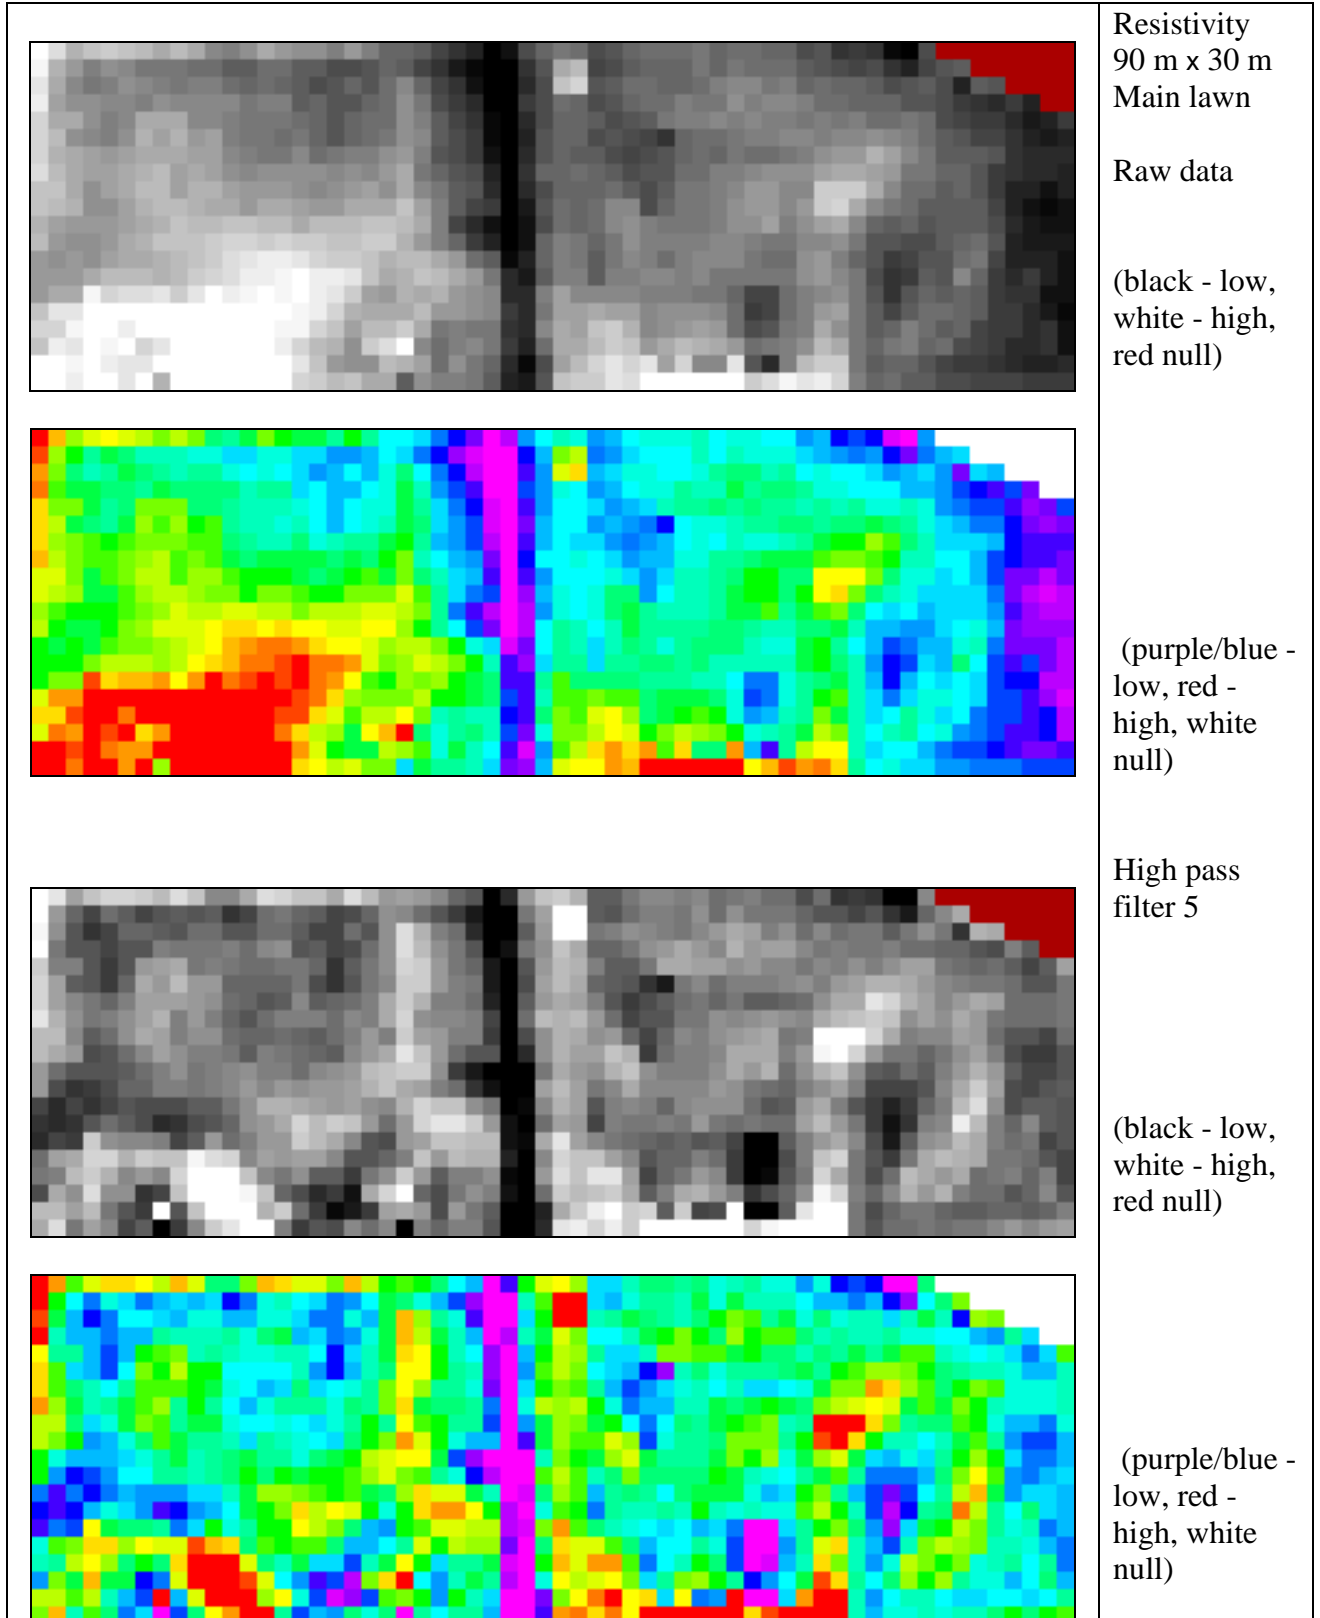 Resistivity
90 m x 30 m
Main lawn
Raw data
(black - low,
white - high,
red null)
(purple/blue -
low, red -
high, white
null)
High pass
filter 5
(black - low,
white - high,
red null)
(purple/blue -
low, red -
high, white
null)